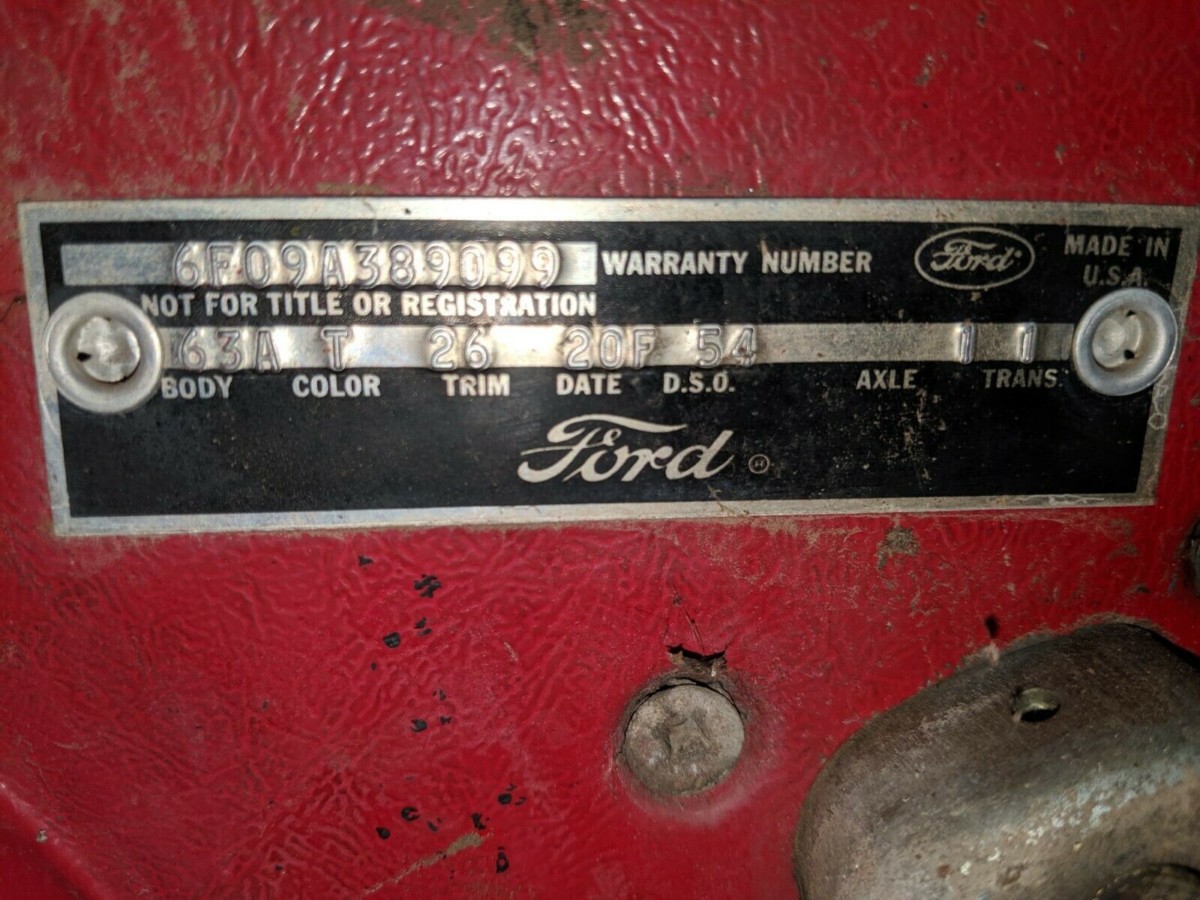 6F09A389099 WARRANTY NUMBER Ford MADE IN U.S.A.
NOT FOR TITLE OR REGISTRATION
63A T 26 20F 54 1 1
BODY COLOR TRIM DATE D.S.O. AXLE TRANS
Ford